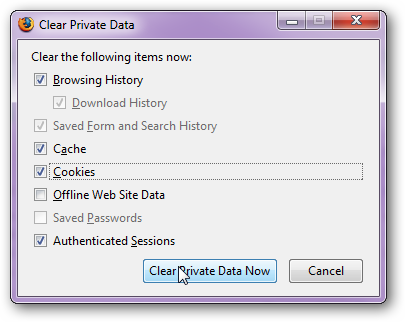 Clear Private Data
Clear the following items now:
Browsing History
Download History
Saved Form and Search History
Cache
Cookies
Offline Web Site Data
Saved Passwords
Authenticated Sessions
Clear Private Data Now Cancel